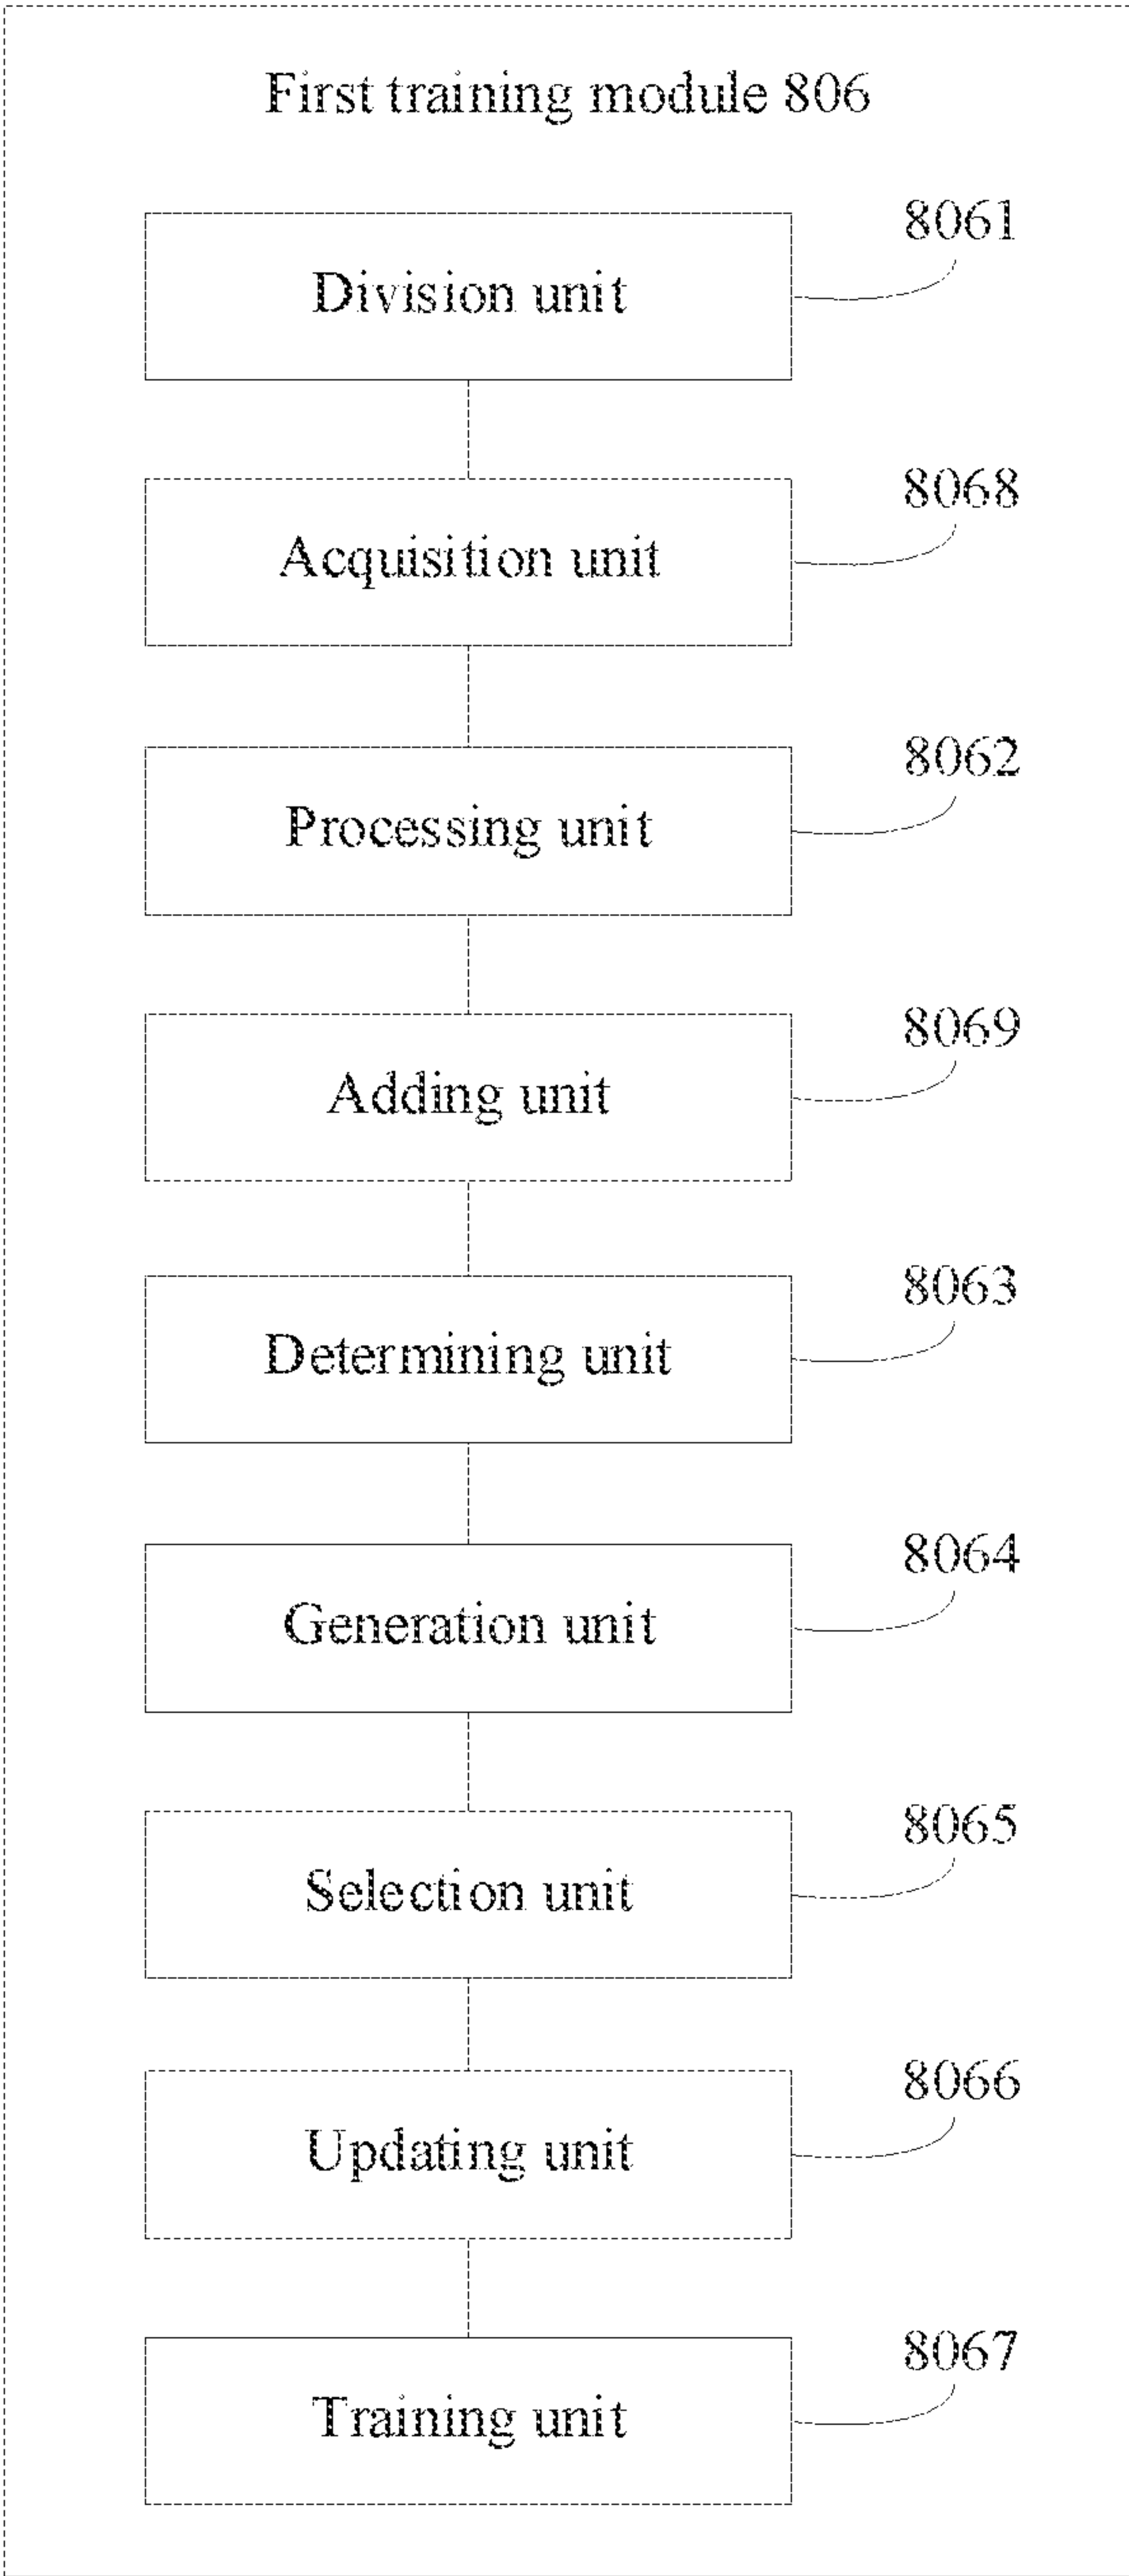 First training module 806
8061
Division unit
8068
Acquisition unit
8062
Processing unit
8069
Adding unit
8063
Determining unit
8064
Generation unit
8065
Selection unit
8066
Updating unit
8067
Training unit